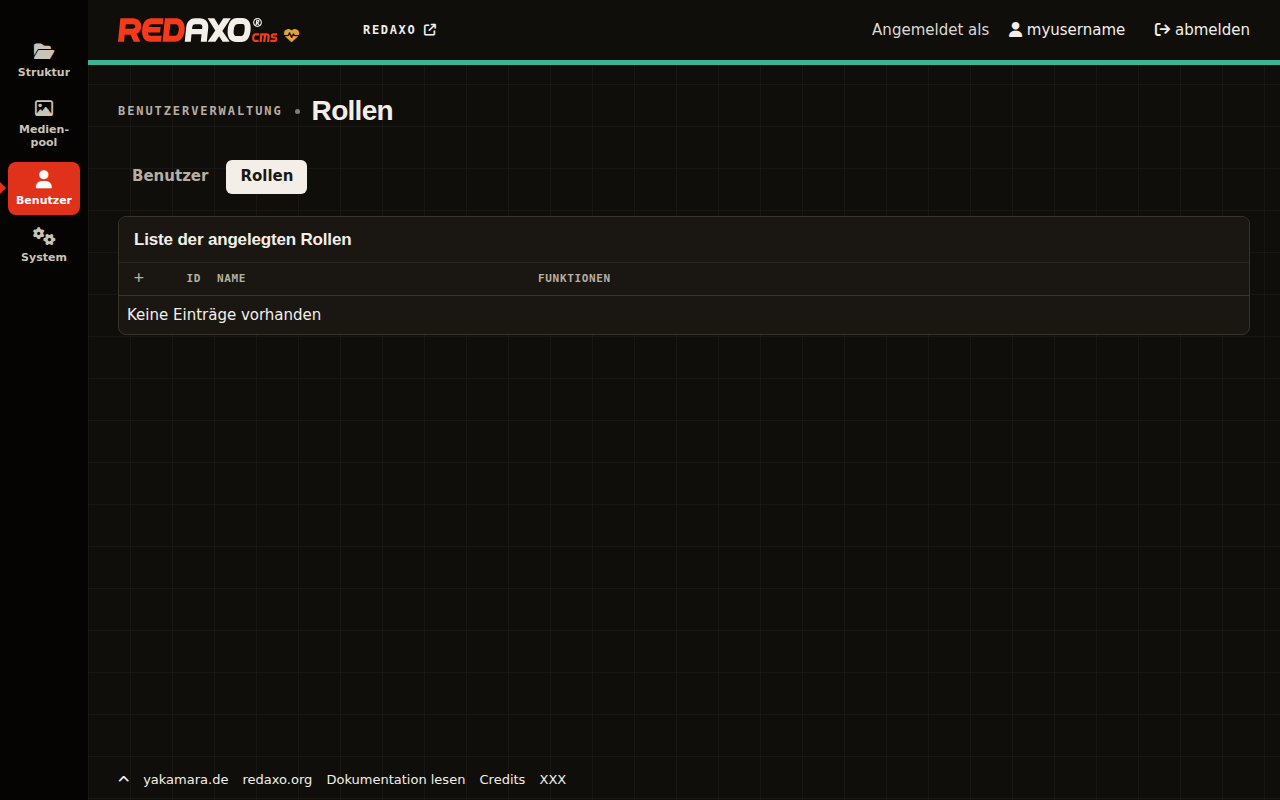 REDAXO® cms
REDAXO
Angemeldet als myusername abmelden
Struktur
Medien-
pool
Benutzer
System
BENUTZERVERWALTUNG • Rollen
Benutzer Rollen
Liste der angelegten Rollen
+ ID NAME FUNKTIONEN
Keine Einträge vorhanden
yakamara.de redaxo.org Dokumentation lesen Credits XXX